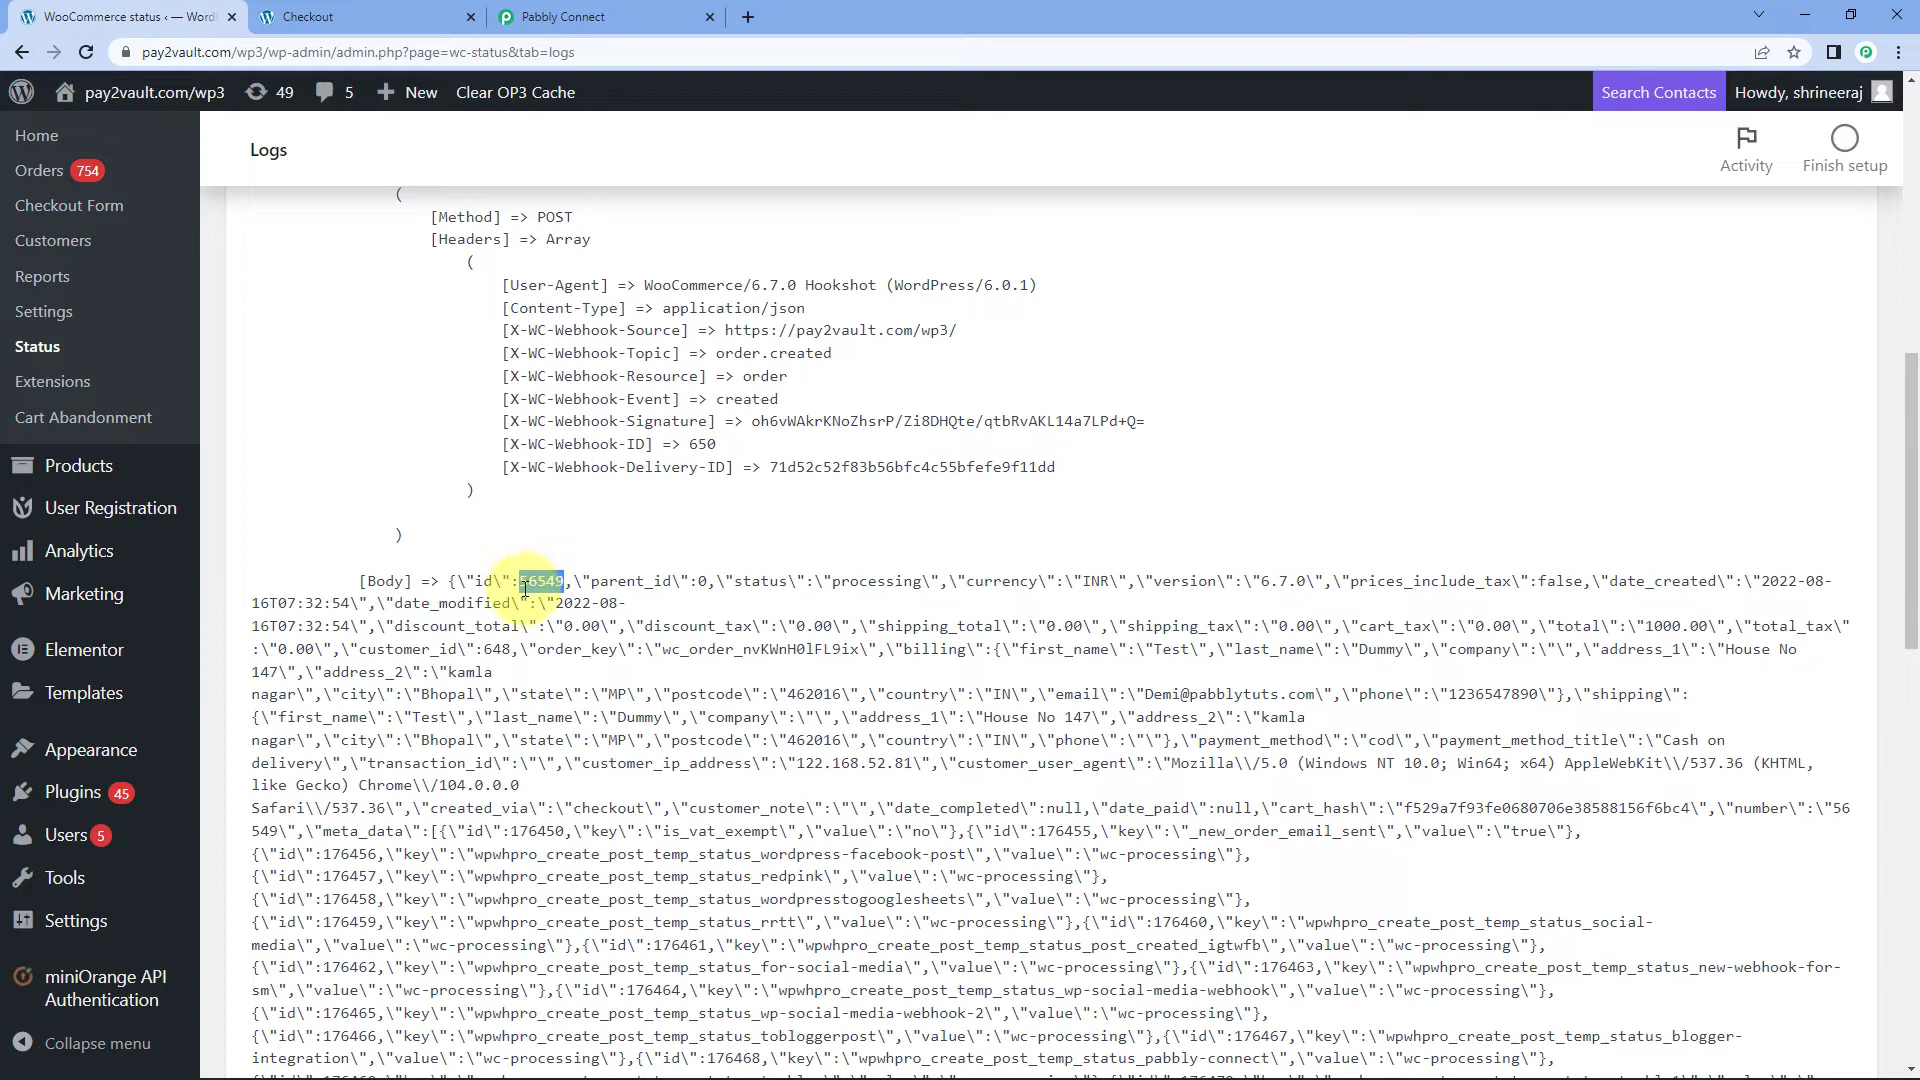 WooCommerce status ‹ — Word
Checkout
Pabbly Connect
pay2vault.com/wp3/wp-admin/admin.php?page=wc-status&tab=logs
pay2vault.com/wp3 49 5 New Clear OP3 Cache Search Contacts Howdy, shrineeraj
Home
Orders 754
Checkout Form
Customers
Reports
Settings
Status
Extensions
Cart Abandonment
Products
User Registration
Analytics
Marketing
Elementor
Templates
Appearance
Plugins 45
Users 5
Tools
Settings
miniOrange API
Authentication
Collapse menu
Logs
Activity
Finish setup
(
[Method] => POST
[Headers] => Array
(
[User-Agent] => WooCommerce/6.7.0 Hookshot (WordPress/6.0.1)
[Content-Type] => application/json
[X-WC-Webhook-Source] => https://pay2vault.com/wp3/
[X-WC-Webhook-Topic] => order.created
[X-WC-Webhook-Resource] => order
[X-WC-Webhook-Event] => created
[X-WC-Webhook-Signature] => oh6vWAkrKNoZhsrP/Zi8DHQte/qtbRvAKL14a7LPd+Q=
[X-WC-Webhook-ID] => 650
[X-WC-Webhook-Delivery-ID] => 71d52c52f83b56bfc4c55bfefe9f11dd
)
)
[Body] => {\"id\":56549,\"parent_id\":0,\"status\":\"processing\",\"currency\":\"INR\",\"version\":\"6.7.0\",\"prices_include_tax\":false,\"date_created\":\"2022-08-
16T07:32:54\",\"date_modified\":\"2022-08-
16T07:32:54\",\"discount_total\":\"0.00\",\"discount_tax\":\"0.00\",\"shipping_total\":\"0.00\",\"shipping_tax\":\"0.00\",\"cart_tax\":\"0.00\",\"total\":\"1000.00\",\"total_tax\"
:\"0.00\",\"customer_id\":648,\"order_key\":\"wc_order_nvKWnH0lFL9ix\",\"billing\":{\"first_name\":\"Test\",\"last_name\":\"Dummy\",\"company\":\"\",\"address_1\":\"House No
147\",\"address_2\":\"kamla
nagar\",\"city\":\"Bhopal\",\"state\":\"MP\",\"postcode\":\"462016\",\"country\":\"IN\",\"email\":\"Demi@pabblytuts.com\",\"phone\":\"1236547890\"},\"shipping\":
{\"first_name\":\"Test\",\"last_name\":\"Dummy\",\"company\":\"\",\"address_1\":\"House No 147\",\"address_2\":\"kamla
nagar\",\"city\":\"Bhopal\",\"state\":\"MP\",\"postcode\":\"462016\",\"country\":\"IN\",\"phone\":\"\"},\"payment_method\":\"cod\",\"payment_method_title\":\"Cash on
delivery\",\"transaction_id\":\"\",\"customer_ip_address\":\"122.168.52.81\",\"customer_user_agent\":\"Mozilla\\/5.0 (Windows NT 10.0; Win64; x64) AppleWebKit\\/537.36 (KHTML,
like Gecko) Chrome\\/104.0.0.0
Safari\\/537.36\",\"created_via\":\"checkout\",\"customer_note\":\"\",\"date_completed\":null,\"date_paid\":null,\"cart_hash\":\"f529a7f93fe0680706e38588156f6bc4\",\"number\":\"56
549\",\"meta_data\":[{\"id\":176450,\"key\":\"is_vat_exempt\",\"value\":\"no\"},{\"id\":176455,\"key\":\"_new_order_email_sent\",\"value\":\"true\"},
{\"id\":176456,\"key\":\"wpwhpro_create_post_temp_status_wordpress-facebook-post\",\"value\":\"wc-processing\"},
{\"id\":176457,\"key\":\"wpwhpro_create_post_temp_status_redpink\",\"value\":\"wc-processing\"},
{\"id\":176458,\"key\":\"wpwhpro_create_post_temp_status_wordpresstogooglesheets\",\"value\":\"wc-processing\"},
{\"id\":176459,\"key\":\"wpwhpro_create_post_temp_status_rrtt\",\"value\":\"wc-processing\"},{\"id\":176460,\"key\":\"wpwhpro_create_post_temp_status_social-
media\",\"value\":\"wc-processing\"},{\"id\":176461,\"key\":\"wpwhpro_create_post_temp_status_post_created_igtwfb\",\"value\":\"wc-processing\"},
{\"id\":176462,\"key\":\"wpwhpro_create_post_temp_status_for-social-media\",\"value\":\"wc-processing\"},{\"id\":176463,\"key\":\"wpwhpro_create_post_temp_status_new-webhook-for-
sm\",\"value\":\"wc-processing\"},{\"id\":176464,\"key\":\"wpwhpro_create_post_temp_status_wp-social-media-webhook\",\"value\":\"wc-processing\"},
{\"id\":176465,\"key\":\"wpwhpro_create_post_temp_status_wp-social-media-webhook-2\",\"value\":\"wc-processing\"},
{\"id\":176466,\"key\":\"wpwhpro_create_post_temp_status_tobloggerpost\",\"value\":\"wc-processing\"},{\"id\":176467,\"key\":\"wpwhpro_create_post_temp_status_blogger-
integration\",\"value\":\"wc-processing\"},{\"id\":176468,\"key\":\"wpwhpro_create_post_temp_status_pabbly-connect\",\"value\":\"wc-processing\"},